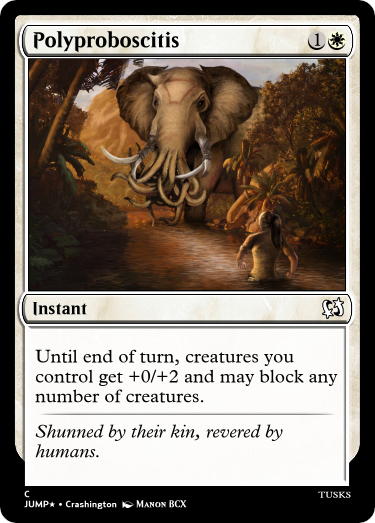 Polyproboscitis 1
Instant
Until end of turn, creatures you
control get +0/+2 and may block any
number of creatures.
Shunned by their kin, revered by
humans.
C
TUSKS
JUMP★ • Crashington MANON BCX